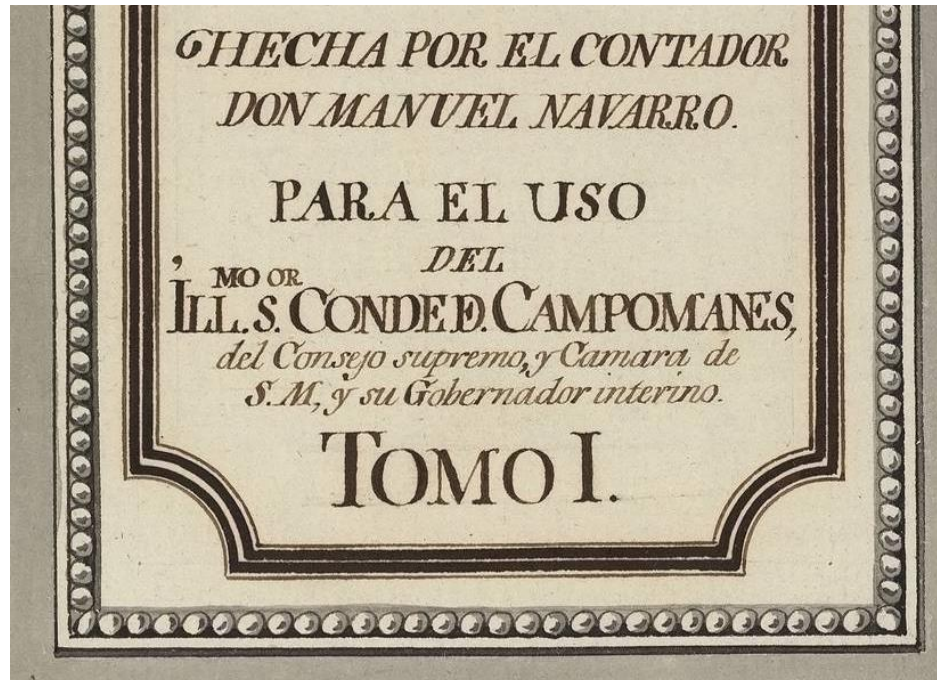 HECHA POR EL CONTADOR
DON MANUEL NAVARRO.
PARA EL USO
DEL
ILL.MO S.OR CONDE D. CAMPOMANES,
del Consejo supremo, y Camara de
S. M, y su Gobernador interino.
TOMO I.